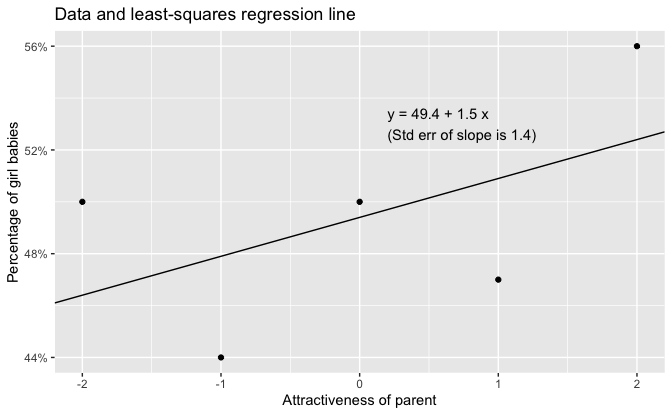 Data and least-squares regression line
56%
52%
48%
44%
Percentage of girl babies
y = 49.4 + 1.5 x
(Std err of slope is 1.4)
-2 -1 0 1 2
Attractiveness of parent